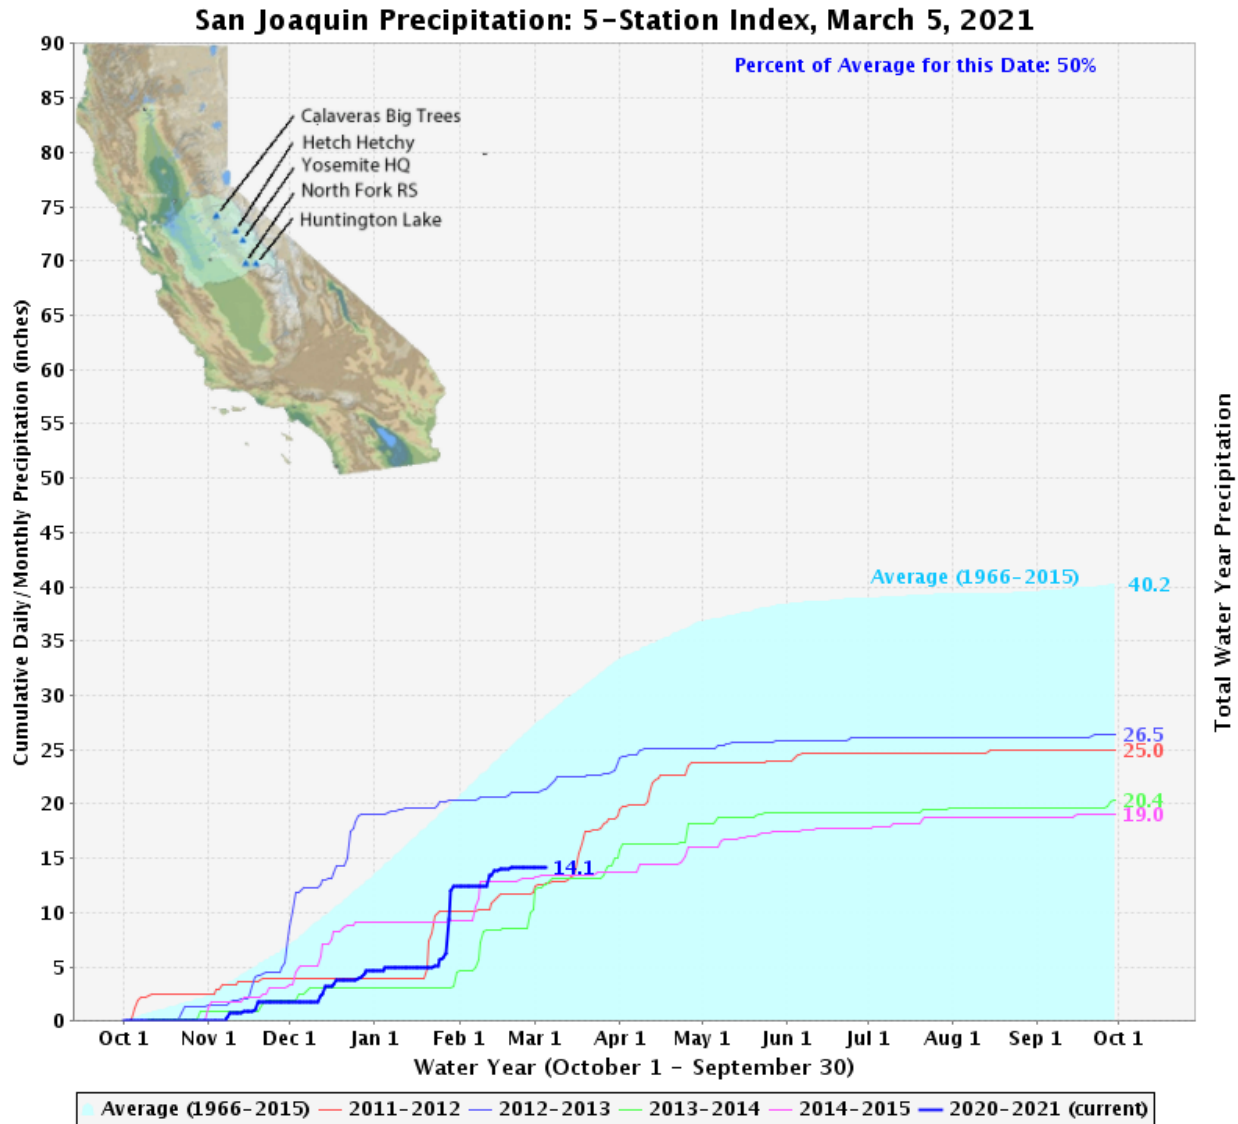 San Joaquin Precipitation: 5-Station Index, March 5, 2021
Percent of Average for this Date: 50%
Calaveras Big Trees
Hetch Hetchy
Yosemite HQ
North Fork RS
Huntington Lake
Cumulative Daily/Monthly Precipitation (inches)
90
85
80
75
70
65
60
55
50
45
40
35
30
25
20
15
10
5
0
Total Water Year Precipitation
Average (1966-2015)
40.2
26.5
25.0
20.4
19.0
14.1
Oct 1 Nov 1 Dec 1 Jan 1 Feb 1 Mar 1 Apr 1 May 1 Jun 1 Jul 1 Aug 1 Sep 1 Oct 1
Water Year (October 1 - September 30)
Average (1966-2015) 2011-2012 2012-2013 2013-2014 2014-2015 2020-2021 (current)